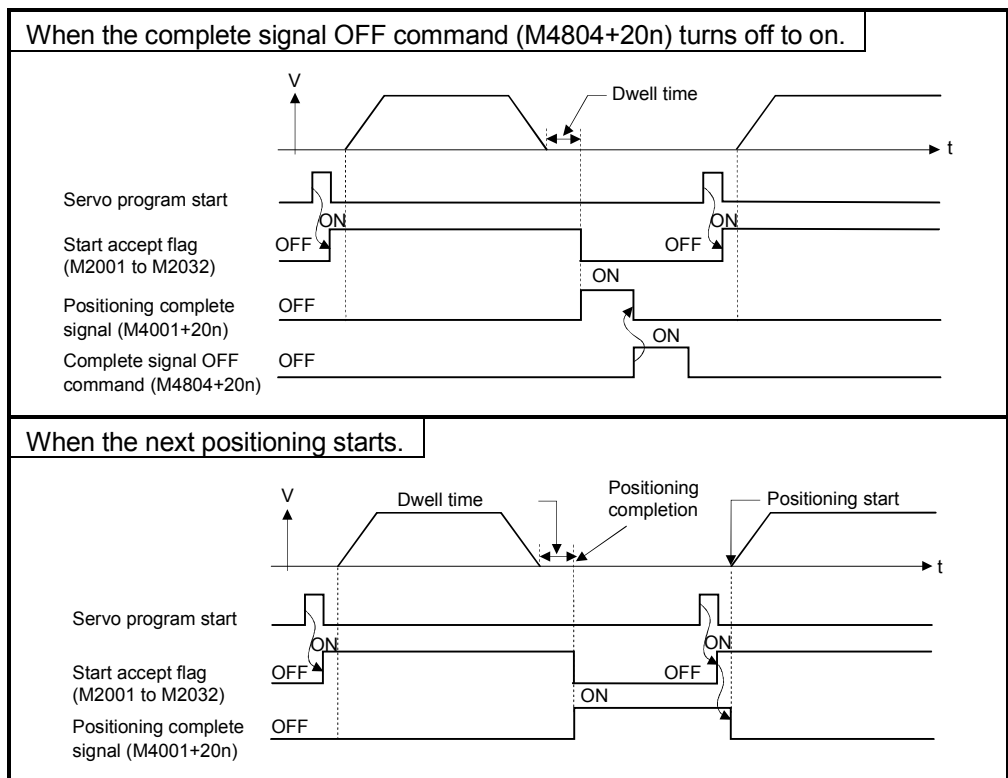 When the complete signal OFF command (M4804+20n) turns off to on.
V
Dwell time
t
Servo program start
ON
ON
Start accept flag
(M2001 to M2032)
OFF
OFF
ON
Positioning complete
signal (M4001+20n)
OFF
ON
Complete signal OFF
command (M4804+20n)
OFF
When the next positioning starts.
V
Dwell time
Positioning
completion
Positioning start
t
Servo program start
ON
ON
Start accept flag
(M2001 to M2032)
OFF
OFF
ON
Positioning complete
signal (M4001+20n)
OFF